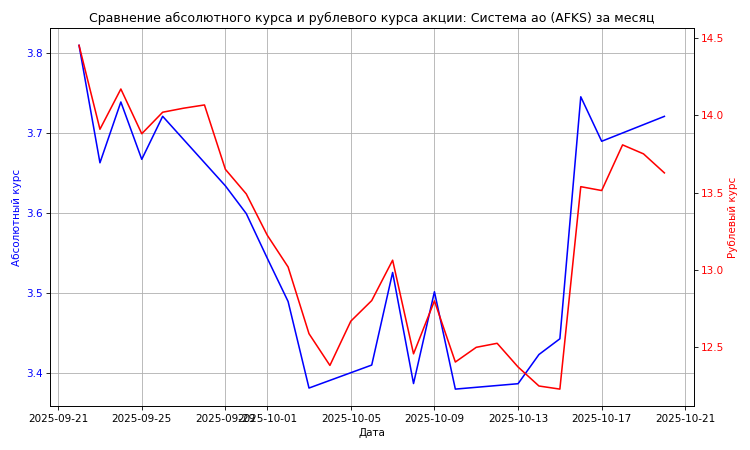 Сравнение абсолютного курса и рублевого курса акции: Система ао (AFKS) за месяц
Абсолютный курс
3.8
3.7
3.6
3.5
3.4
14.5
14.0
13.5
13.0
12.5
Рублевый курс
2025-09-21 2025-09-25 2025-09-29 2025-10-01 2025-10-05 2025-10-09 2025-10-13 2025-10-17 2025-10-21
Дата